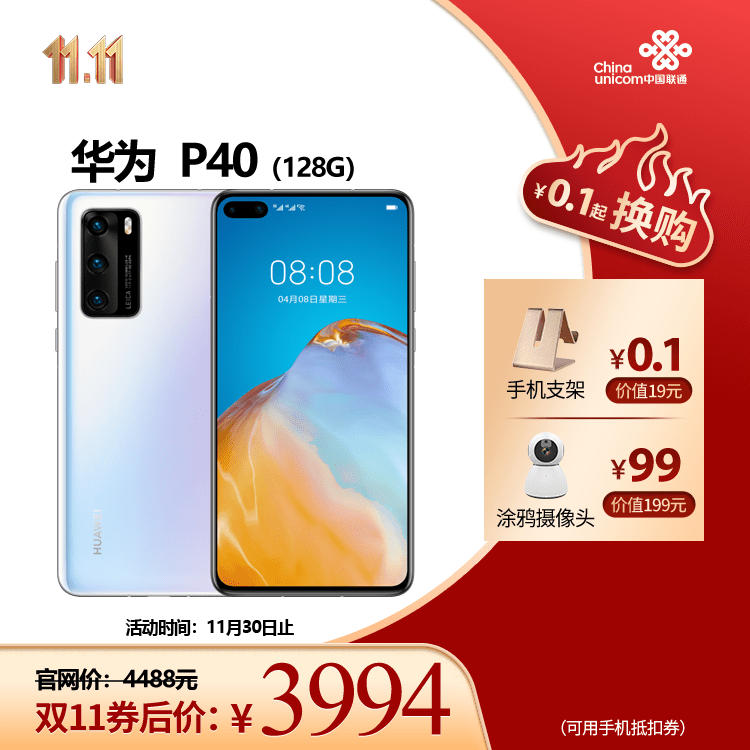 11.11
China
unicom中国联通
华为 P40 (128G)
¥0.1起 换购
LEICA
08:08
04月08日星期三
¥0.1
手机支架
价值19元
¥99
涂鸦摄像头
价值199元
HUAWEI
活动时间：11月30日止
官网价：4488元
双11券后价：¥3994
（可用手机抵扣券）